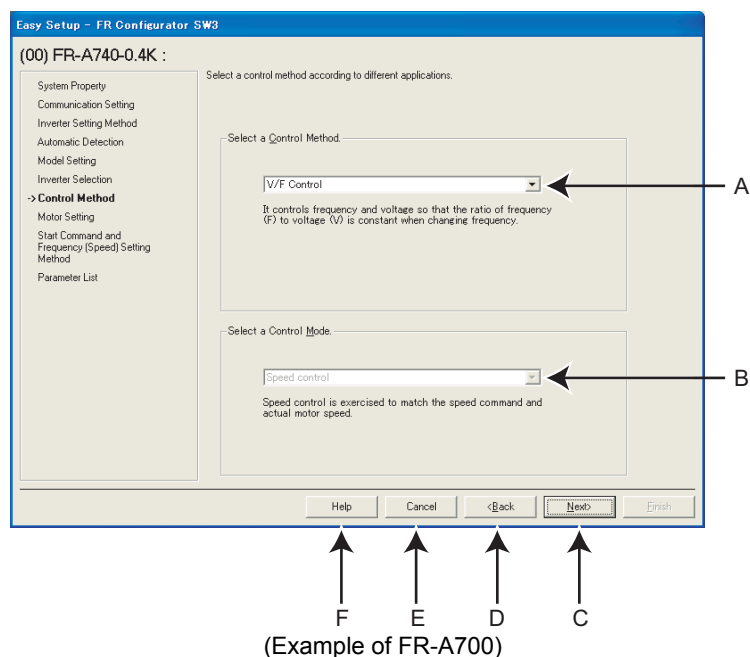 Easy Setup - FR Configurator SW3
(00) FR-A740-0.4K :
System Property
Communication Setting
Inverter Setting Method
Automatic Detection
Model Setting
Inverter Selection
-> Control Method
Motor Setting
Start Command and
Frequency (Speed) Setting
Method
Parameter List
Select a control method according to different applications.
Select a Control Method.
V/F Control
It controls frequency and voltage so that the ratio of frequency
(F) to voltage (V) is constant when changing frequency.
A
Select a Control Mode.
Speed control
Speed control is exercised to match the speed command and
actual motor speed.
B
Help
Cancel
<Back
Next>
Finish
F
E
D
C
(Example of FR-A700)